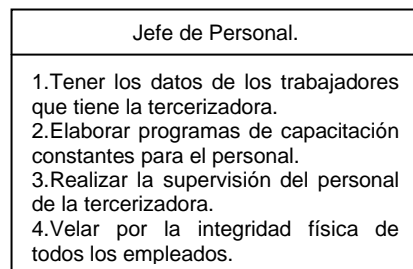 Jefe de Personal.
1.Tener los datos de los trabajadores
que tiene la tercerizadora.
2.Elaborar programas de capacitación
constantes para el personal.
3.Realizar la supervisión del personal
de la tercerizadora.
4.Velar por la integridad física de
todos los empleados.